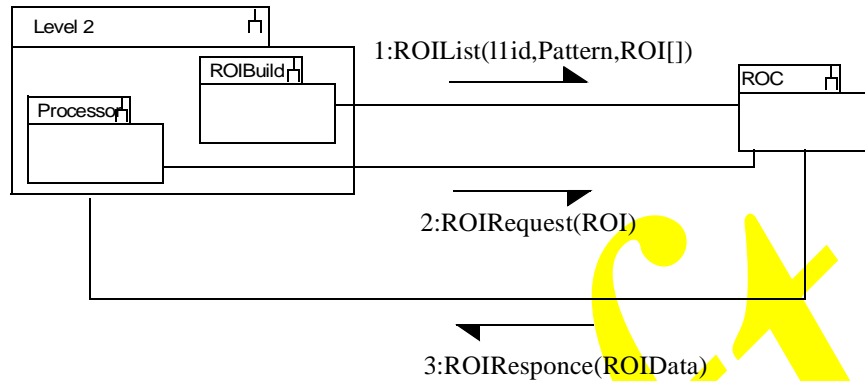 Level 2
1:ROIList(l1id,Pattern,ROI[])
ROIBuild
ROC
Processor
2:ROIRequest(ROI)
3:ROIResponce(ROIData)